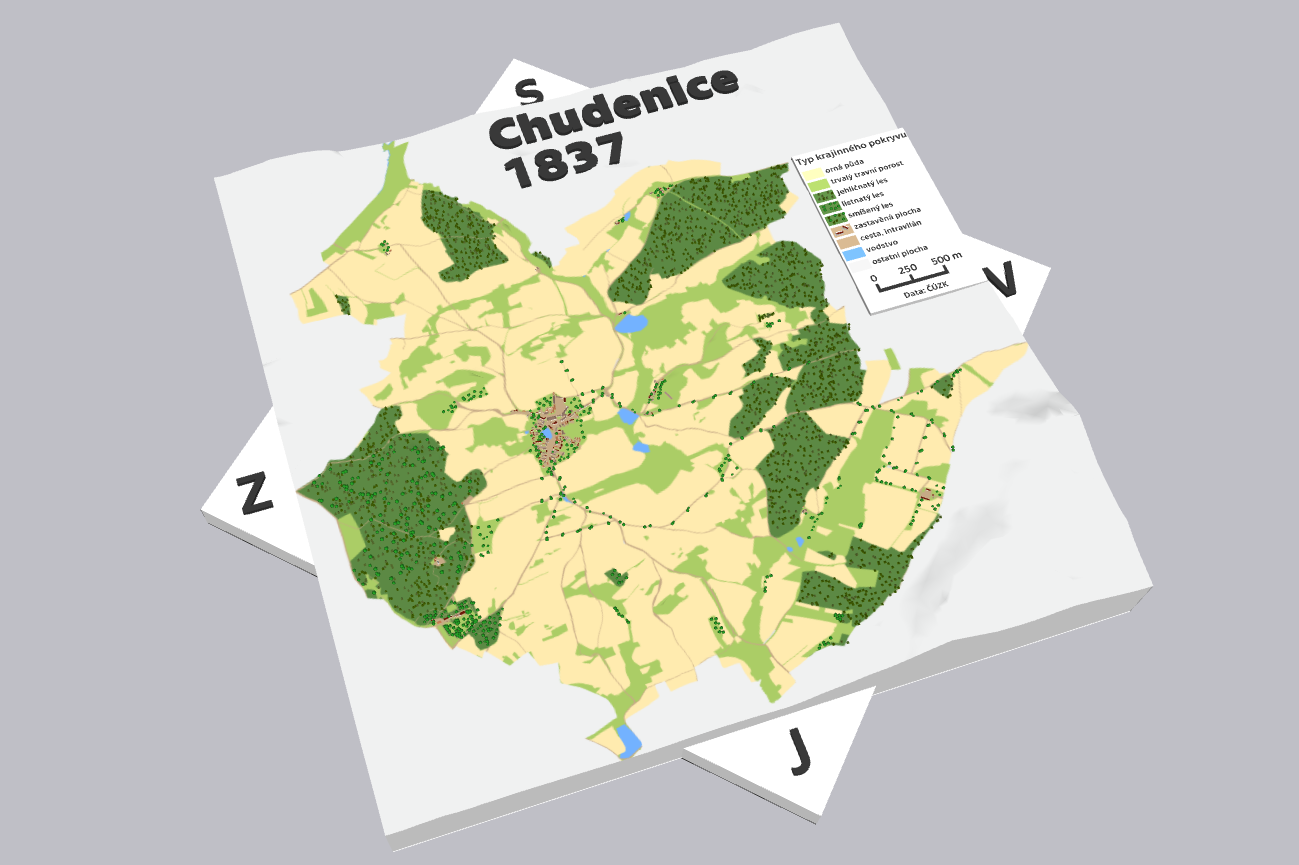 S
Chudenice
1837
Typ krajinného pokryvu
orná půda
trvalý travní porost
jehličnatý les
listnatý les
smíšený les
zastavěná plocha
cesta, intravilán
vodstvo
ostatní plocha
0 250 500 m
Data: ČÚZK
V
Z
J